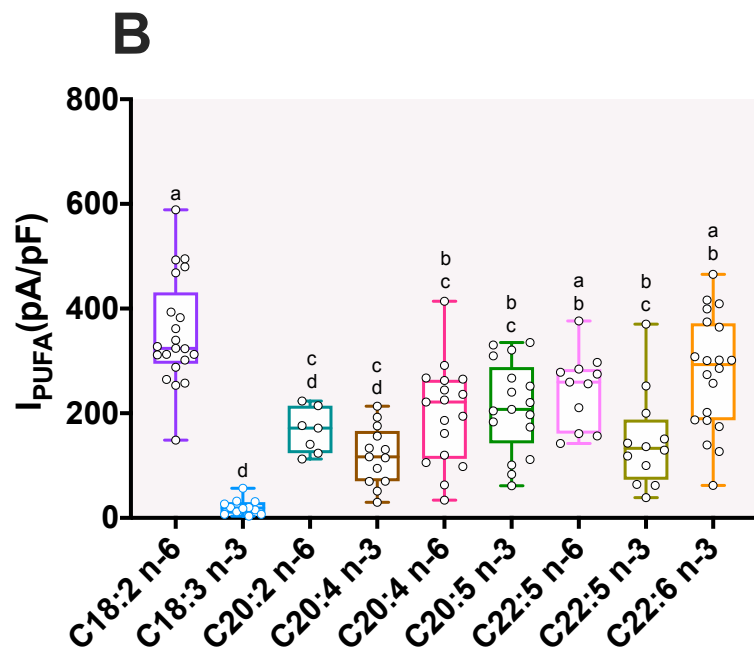 B
I_PUFA(pA/pF)
800
600
400
200
0
a
d
c
d
c
d
b
c
b
c
a
b
b
c
a
b
C18:2 n-6
C18:3 n-3
C20:2 n-6
C20:4 n-3
C20:4 n-6
C20:5 n-3
C22:5 n-6
C22:5 n-3
C22:6 n-3